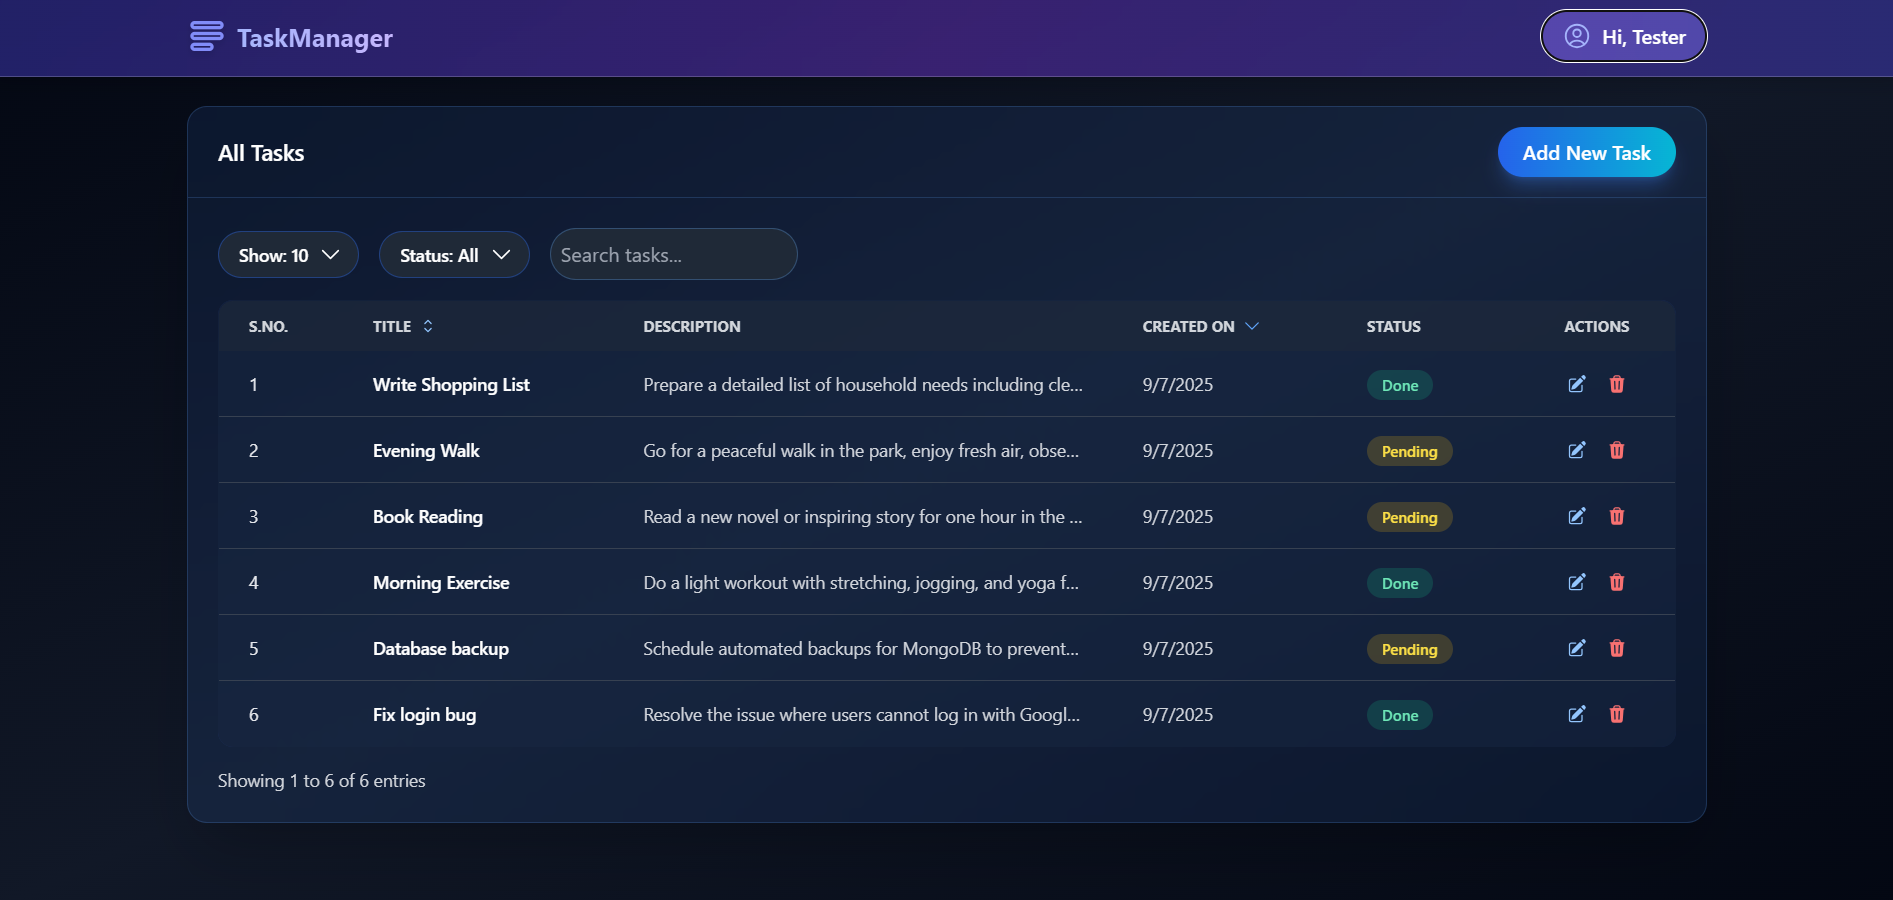 TaskManager
Hi, Tester
All Tasks
Add New Task
Show: 10
Status: All
Search tasks...
S.NO. TITLE DESCRIPTION CREATED ON STATUS ACTIONS
1 Write Shopping List Prepare a detailed list of household needs including cle... 9/7/2025 Done
2 Evening Walk Go for a peaceful walk in the park, enjoy fresh air, obse... 9/7/2025 Pending
3 Book Reading Read a new novel or inspiring story for one hour in the ... 9/7/2025 Pending
4 Morning Exercise Do a light workout with stretching, jogging, and yoga f... 9/7/2025 Done
5 Database backup Schedule automated backups for MongoDB to prevent... 9/7/2025 Pending
6 Fix login bug Resolve the issue where users cannot log in with Googl... 9/7/2025 Done
Showing 1 to 6 of 6 entries